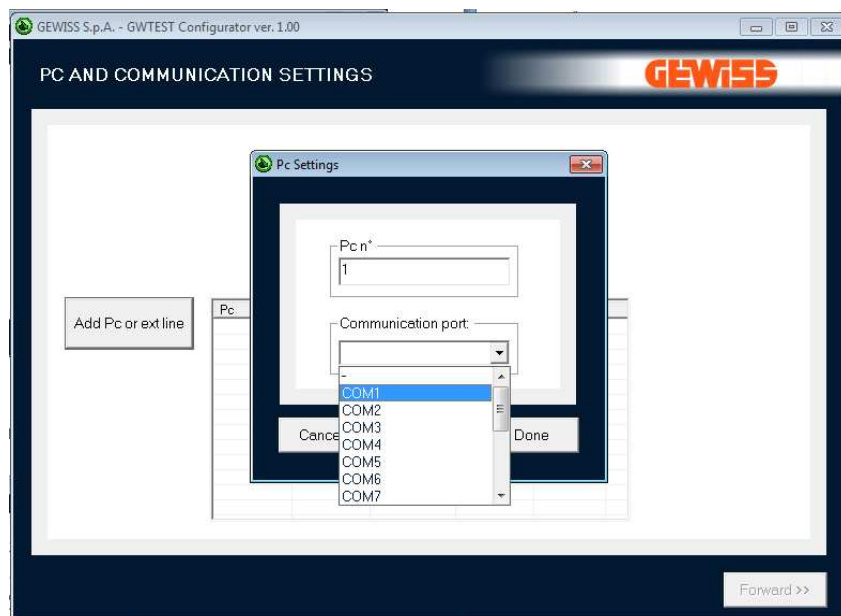 GEWISS S.p.A. - GWTEST Configurator ver. 1.00
PC AND COMMUNICATION SETTINGS
GEWISS
Pc Settings
Pc n°
1
Add Pc or ext line
Pc
Communication port:
-
COM1
COM2
COM3
COM4
COM5
COM6
COM7
Cance
Done
Forward >>